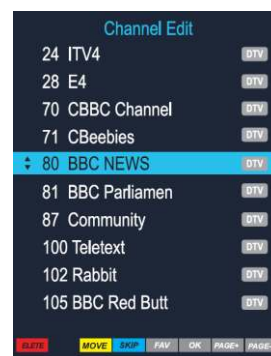 Channel Edit
24 ITV4 DTV
28 E4 DTV
70 CBBC Channel DTV
71 CBeebies DTV
80 BBC NEWS DTV
81 BBC Parliamen DTV
87 Community DTV
100 Teletext DTV
102 Rabbit DTV
105 BBC Red Butt DTV
ELETE MOVE SKIP FAV OK PAGE+ PAGE-